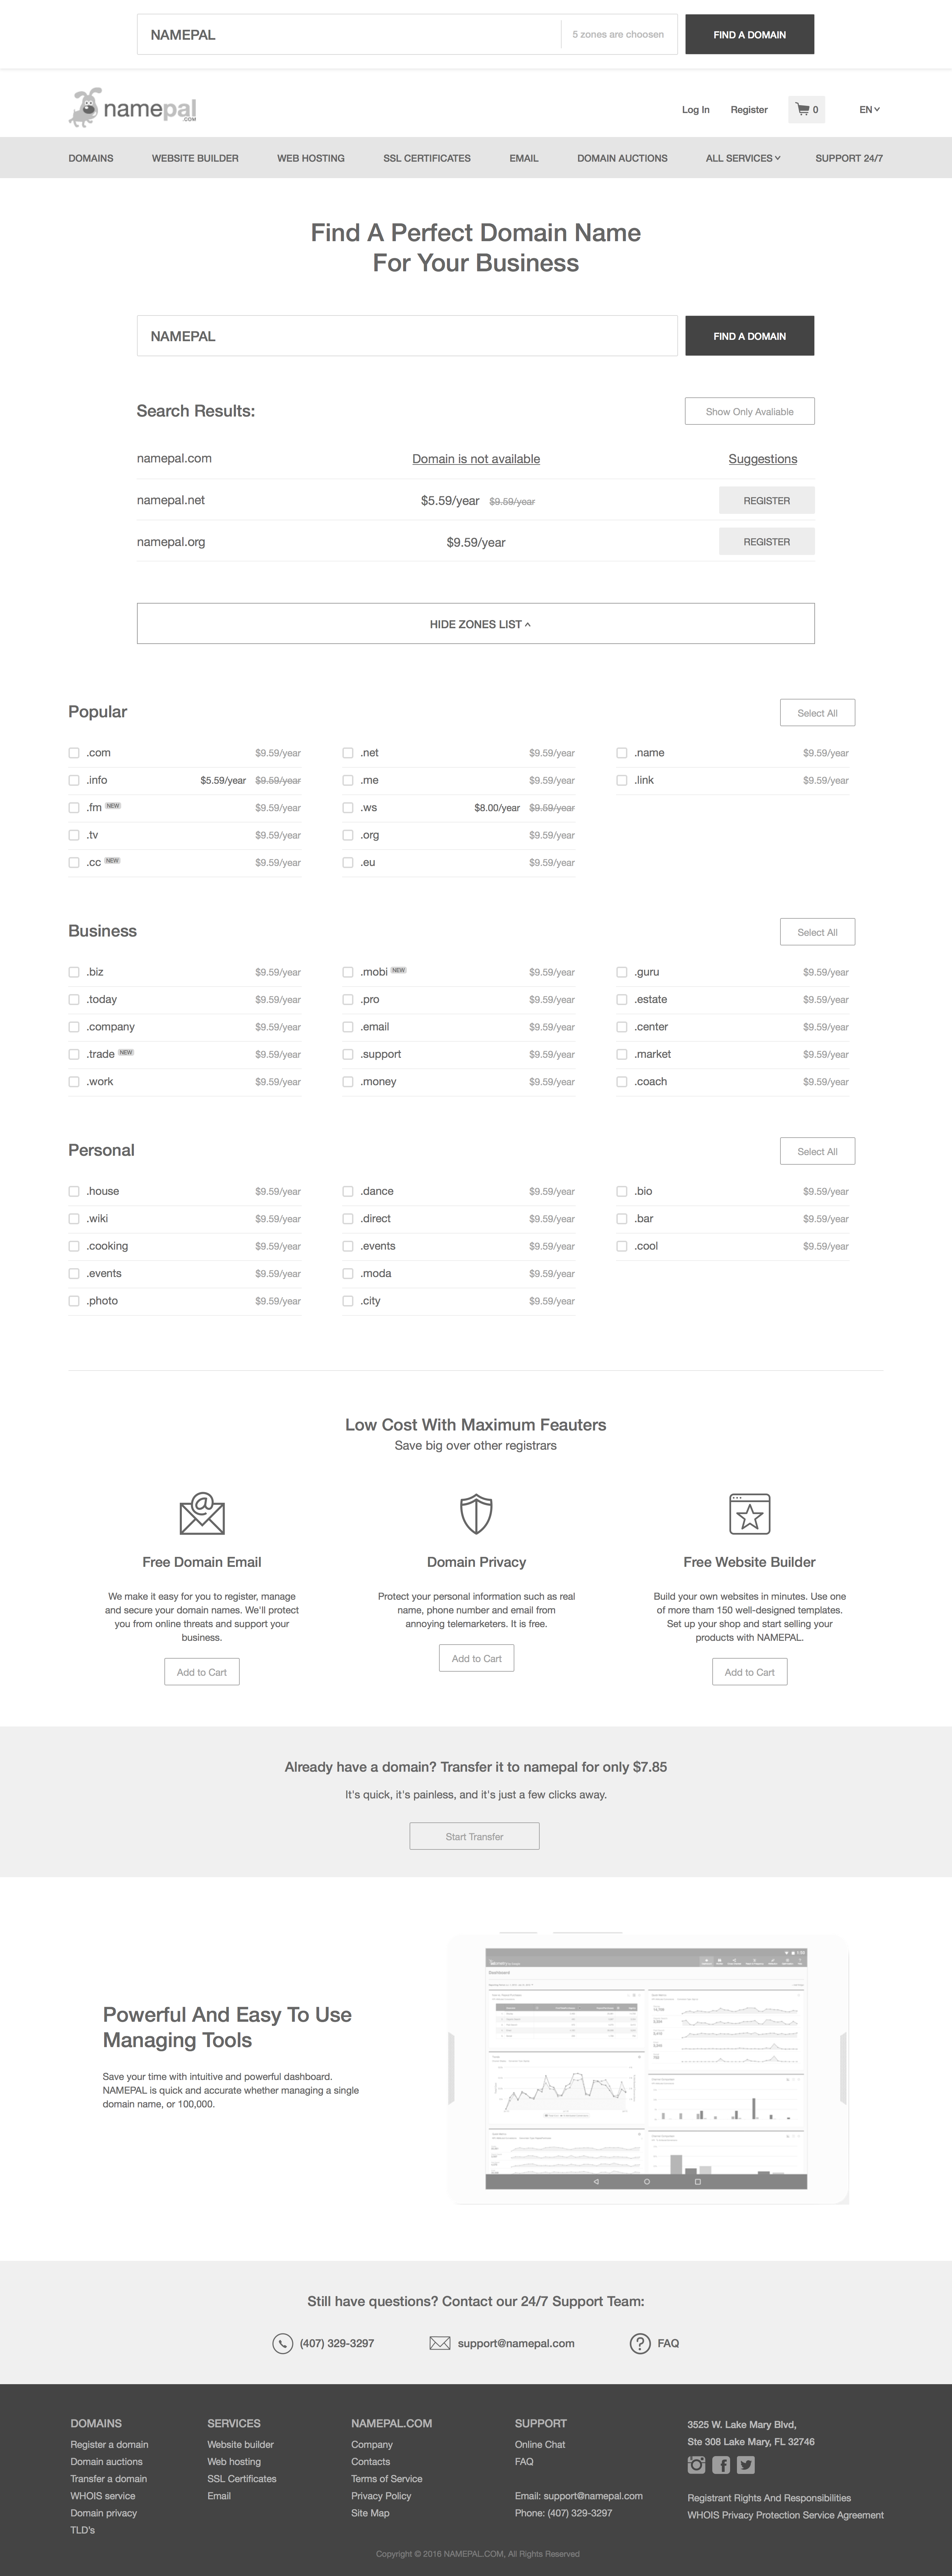 NAMEPAL
5 zones are choosen
FIND A DOMAIN
namepal
.COM
Log In
Register
0
EN
DOMAINS
WEBSITE BUILDER
WEB HOSTING
SSL CERTIFICATES
EMAIL
DOMAIN AUCTIONS
ALL SERVICES
SUPPORT 24/7
Find A Perfect Domain Name
For Your Business
NAMEPAL
FIND A DOMAIN
Search Results:
Show Only Avaliable
namepal.com Domain is not available Suggestions
namepal.net $5.59/year $9.59/year REGISTER
namepal.org $9.59/year REGISTER
HIDE ZONES LIST
Popular
Select All
.com $9.59/year .net $9.59/year .name $9.59/year
.info $5.59/year $9.59/year .me $9.59/year .link $9.59/year
.fm NEW $9.59/year .ws $8.00/year $9.59/year
.tv $9.59/year .org $9.59/year
.cc NEW $9.59/year .eu $9.59/year
Business
Select All
.biz $9.59/year .mobi NEW $9.59/year .guru $9.59/year
.today $9.59/year .pro $9.59/year .estate $9.59/year
.company $9.59/year .email $9.59/year .center $9.59/year
.trade NEW $9.59/year .support $9.59/year .market $9.59/year
.work $9.59/year .money $9.59/year .coach $9.59/year
Personal
Select All
.house $9.59/year .dance $9.59/year .bio $9.59/year
.wiki $9.59/year .direct $9.59/year .bar $9.59/year
.cooking $9.59/year .events $9.59/year .cool $9.59/year
.events $9.59/year .moda $9.59/year
.photo $9.59/year .city $9.59/year
Low Cost With Maximum Feauters
Save big over other registrars
Free Domain Email
We make it easy for you to register, manage
and secure your domain names. We'll protect
you from online threats and support your
business.
Add to Cart
Domain Privacy
Protect your personal information such as real
name, phone number and email from
annoying telemarketers. It is free.
Add to Cart
Free Website Builder
Build your own websites in minutes. Use one
of more tham 150 well-designed templates.
Set up your shop and start selling your
products with NAMEPAL.
Add to Cart
Already have a domain? Transfer it to namepal for only $7.85
It's quick, it's painless, and it's just a few clicks away.
Start Transfer
Powerful And Easy To Use
Managing Tools
Save your time with intuitive and powerful dashboard.
NAMEPAL is quick and accurate whether managing a single
domain name, or 100,000.
Dashboard
Still have questions? Contact our 24/7 Support Team:
(407) 329-3297
support@namepal.com
FAQ
DOMAINS
Register a domain
Domain auctions
Transfer a domain
WHOIS service
Domain privacy
TLD's
SERVICES
Website builder
Web hosting
SSL Certificates
Email
NAMEPAL.COM
Company
Contacts
Terms of Service
Privacy Policy
Site Map
SUPPORT
Online Chat
FAQ
Email: support@namepal.com
Phone: (407) 329-3297
3525 W. Lake Mary Blvd,
Ste 308 Lake Mary, FL 32746
Registrant Rights And Responsibilities
WHOIS Privacy Protection Service Agreement
Copyright © 2016 NAMEPAL.COM, All Rights Reserved